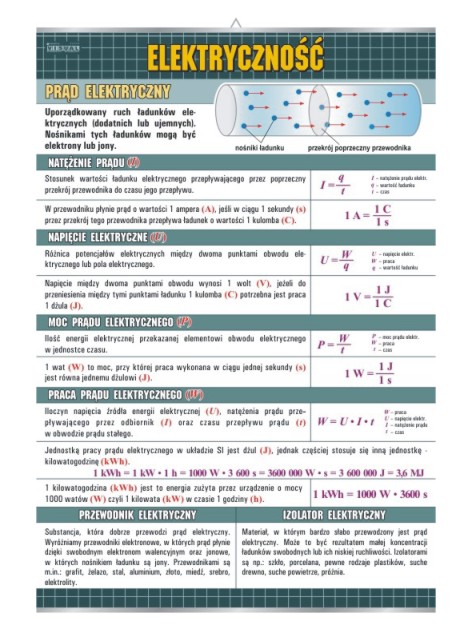 VISUAL
ELEKTRYCZNOŚĆ
PRĄD ELEKTRYCZNY
Uporządkowany ruch ładunków ele-
ktrycznych (dodatnich lub ujemnych).
Nośnikami tych ładunków mogą być
elektrony lub jony.
nośniki ładunku
przekrój poprzeczny przewodnika
NATĘŻENIE PRĄDU (I)
Stosunek wartości ładunku elektrycznego przepływającego przez poprzeczny
przekrój przewodnika do czasu jego przepływu.
I = q/t
I – natężenie prądu elektr.
q – wartość ładunku
t – czas
W przewodniku płynie prąd o wartości 1 ampera (A), jeśli w ciągu 1 sekundy (s)
przez przekrój tego przewodnika przepływa ładunek o wartości 1 kulomba (C).
1 A = 1 C/1 s
NAPIĘCIE ELEKTRYCZNE (U)
Różnica potencjałów elektrycznych między dwoma punktami obwodu ele-
ktrycznego lub pola elektrycznego.
U = W/q
U – napięcie elektr.
W – praca
q – wartość ładunku
Napięcie między dwoma punktami obwodu wynosi 1 wolt (V), jeżeli do
przeniesienia między tymi punktami ładunku 1 kulomba (C) potrzebna jest praca
1 dżula (J).
1 V = 1 J/1 C
MOC PRĄDU ELEKTRYCZNEGO (P)
Ilość energii elektrycznej przekazanej elementowi obwodu elektrycznego
w jednostce czasu.
P = W/t
P – moc prądu elektr.
W – praca
t – czas
1 wat (W) to moc, przy której praca wykonana w ciągu jednej sekundy (s)
jest równa jednemu dżulowi (J).
1 W = 1 J/1 s
PRACA PRĄDU ELEKTRYCZNEGO (W)
Iloczyn napięcia źródła energii elektrycznej (U), natężenia prądu prze-
pływającego przez odbiornik (I) oraz czasu przepływu prądu (t)
w obwodzie prądu stałego.
W = U • I • t
W – praca
U – napięcie elektr.
I – natężenie prądu
t – czas
Jednostką pracy prądu elektrycznego w układzie SI jest dżul (J), jednak częściej stosuje się inną jednostkę -
kilowatogodzinę (kWh).
1 kWh = 1 kW • 1 h = 1000 W • 3 600 s = 3600 000 W • s = 3 600 000 J = 3,6 MJ
1 kilowatogodzina (kWh) jest to energia zużyta przez urządzenie o mocy
1000 watów (W) czyli 1 kilowata (kW) w czasie 1 godziny (h).
1 kWh = 1000 W • 3600 s
PRZEWODNIK ELEKTRYCZNY
Substancja, która dobrze przewodzi prąd elektryczny.
Wyróżniamy przewodniki elektronowe, w których prąd płynie
dzięki swobodnym elektronom walencyjnym oraz jonowe,
w których nośnikiem ładunku są jony. Przewodnikami są
m.in.: grafit, żelazo, stal, aluminium, złoto, miedź, srebro,
elektrolity.
IZOLATOR ELEKTRYCZNY
Materiał, w którym bardzo słabo przewodzony jest prąd
elektryczny. Może to być rezultatem małej koncentracji
ładunków swobodnych lub ich niskiej ruchliwości. Izolatorami
są np.: szkło, porcelana, pewne rodzaje plastików, suche
drewno, suche powietrze, próżnia.